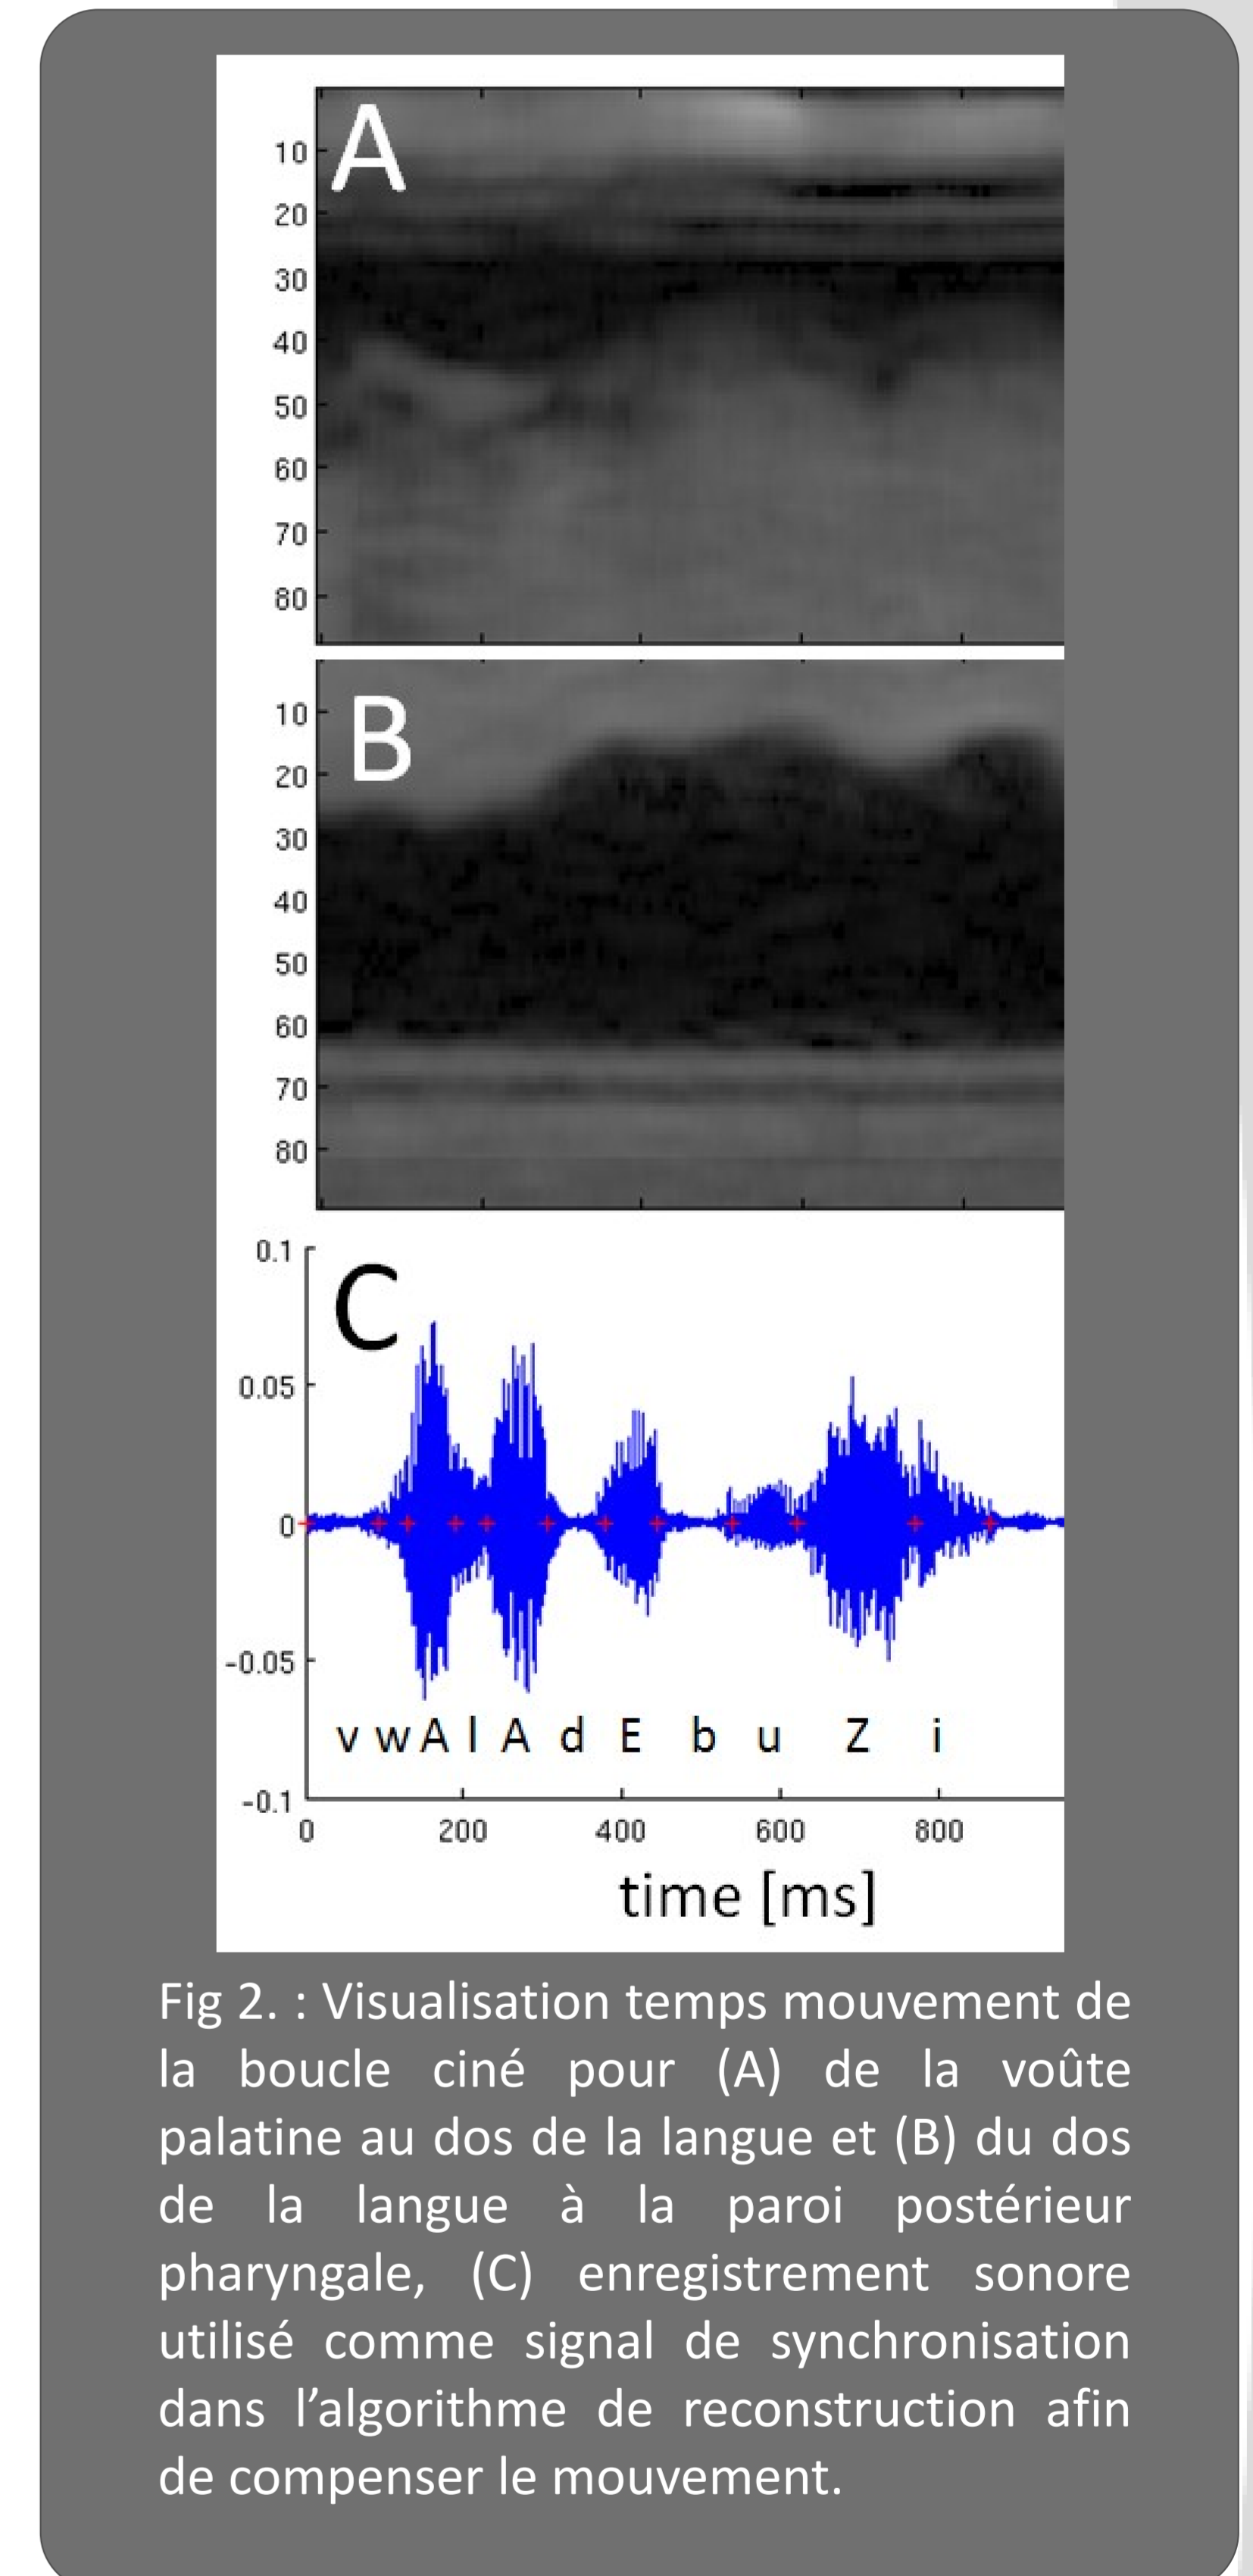 A
10
20
30
40
50
60
70
80
B
10
20
30
40
50
60
70
80
C
0.1
0.05
0
-0.05
-0.1
v w A l A d E b u Z i
0 200 400 600 800
time [ms]
Fig 2. : Visualisation temps mouvement de
la boucle ciné pour (A) de la voûte
palatine au dos de la langue et (B) du dos
de la langue à la paroi postérieur
pharyngale, (C) enregistrement sonore
utilisé comme signal de synchronisation
dans l’algorithme de reconstruction afin
de compenser le mouvement.